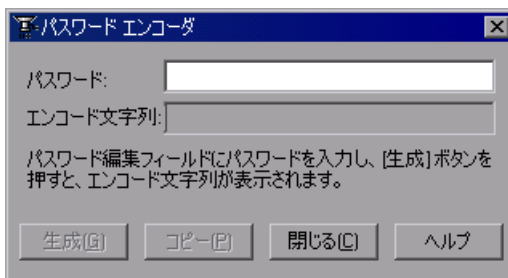 パスワード エンコーダ
パスワード:
エンコード文字列:
パスワード編集フィールドにパスワードを入力し、[生成]ボタンを
押すと、エンコード文字列が表示されます。
生成(G) コピー(P) 閉じる(C) ヘルプ